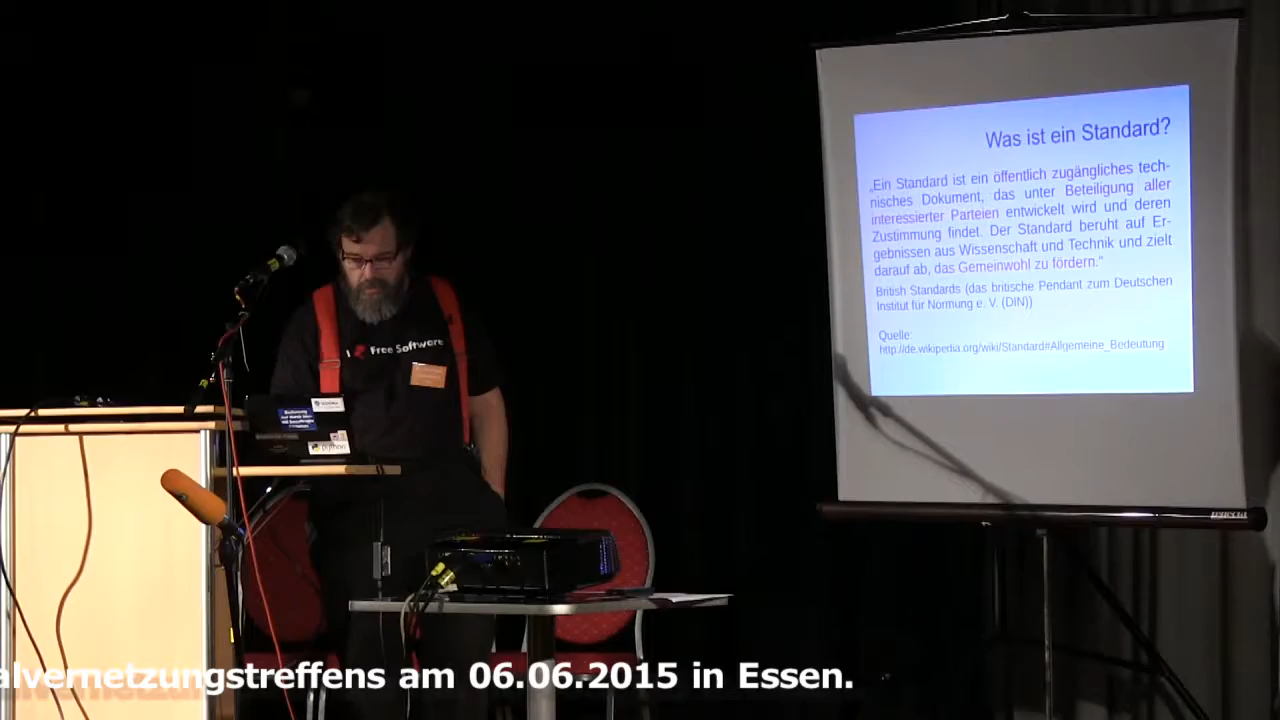 Was ist ein Standard?
„Ein Standard ist ein öffentlich zugängliches tech-
nisches Dokument, das unter Beteiligung aller
interessierter Parteien entwickelt wird und deren
Zustimmung findet. Der Standard beruht auf Er-
gebnissen aus Wissenschaft und Technik und zielt
darauf ab, das Gemeinwohl zu fördern.“
British Standards (das britische Pendant zum Deutschen
Institut für Normung e. V. (DIN))
Quelle:
http://de.wikipedia.org/wiki/Standard#Allgemeine_Bedeutung
I Free Software
Bedienung
nur durch
python
alvernetzungstreffens am 06.06.2015 in Essen.